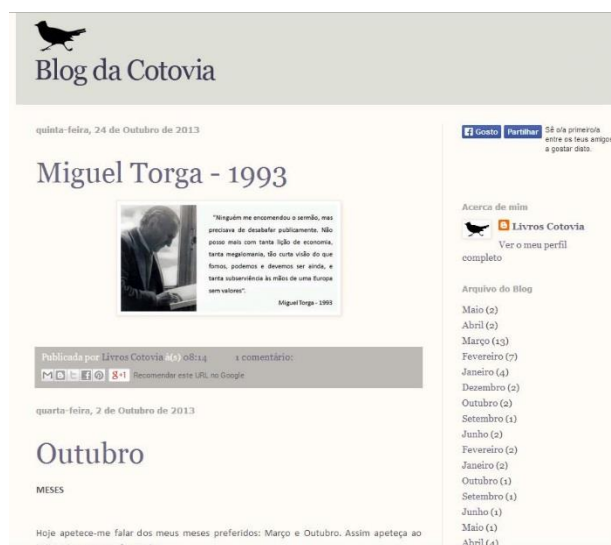 Blog da Cotovia
quinta-feira, 24 de Outubro de 2013
Miguel Torga - 1993
"Ninguém me encomendou o sermão, mas
precisava de desabafar publicamente. Não
posso mais com tanta lição de economia,
tanta megalomania, tão curta visão do que
fomos, podemos e devemos ser ainda, e
tanta subserviência às mãos de uma Europa
sem valores".
Miguel Torga - 1993
Publicada por Livros Cotovia à(s) 08:14 1 comentário:
g+1 Recomendar este URL no Google
quarta-feira, 2 de Outubro de 2013
Outubro
MESES
Hoje apetece-me falar dos meus meses preferidos: Março e Outubro. Assim apeteça ao
Gosto Partilhar Sê o/a primeiro/a
entre os teus amigos
a gostar disto.
Acerca de mim
Livros Cotovia
Ver o meu perfil
completo
Arquivo do Blog
Maio (2)
Abril (2)
Março (13)
Fevereiro (7)
Janeiro (4)
Dezembro (2)
Outubro (2)
Setembro (1)
Junho (2)
Fevereiro (2)
Janeiro (2)
Outubro (1)
Setembro (1)
Junho (1)
Maio (1)
Abril (4)